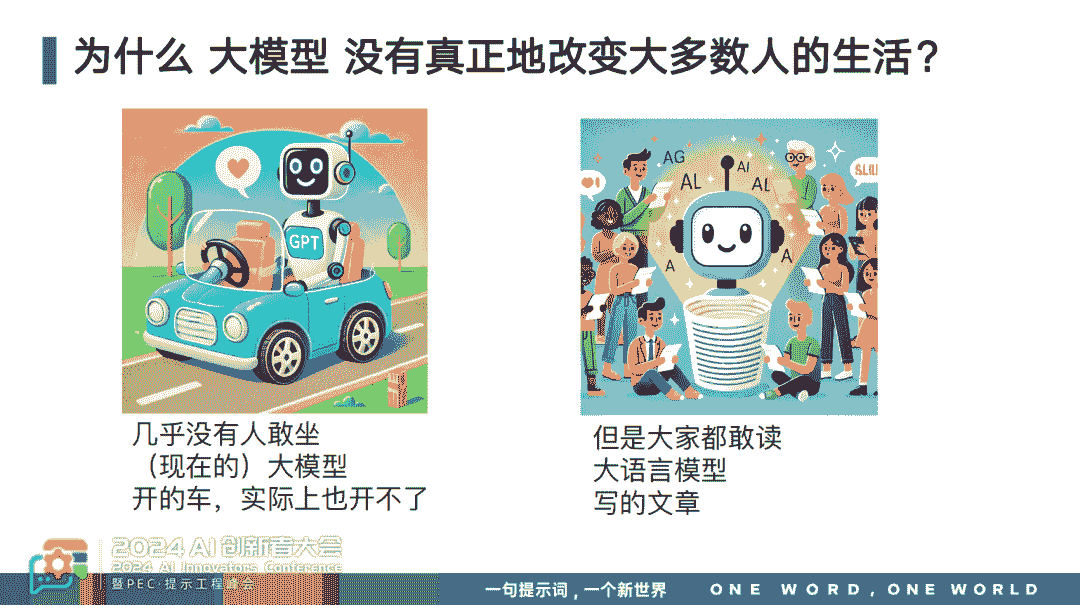 为什么 大模型 没有真正地改变大多数人的生活？
GPT
AG
AI
AL
AL
A
A
几乎没有人敢坐
（现在的）大模型
开的车，实际上也开不了
但是大家都敢读
大语言模型
写的文章
2024 AI 创新者大会
2024 AI Innovators Conference
暨PEC·提示工程峰会
一句提示词，一个新世界
ONE WORD, ONE WORLD